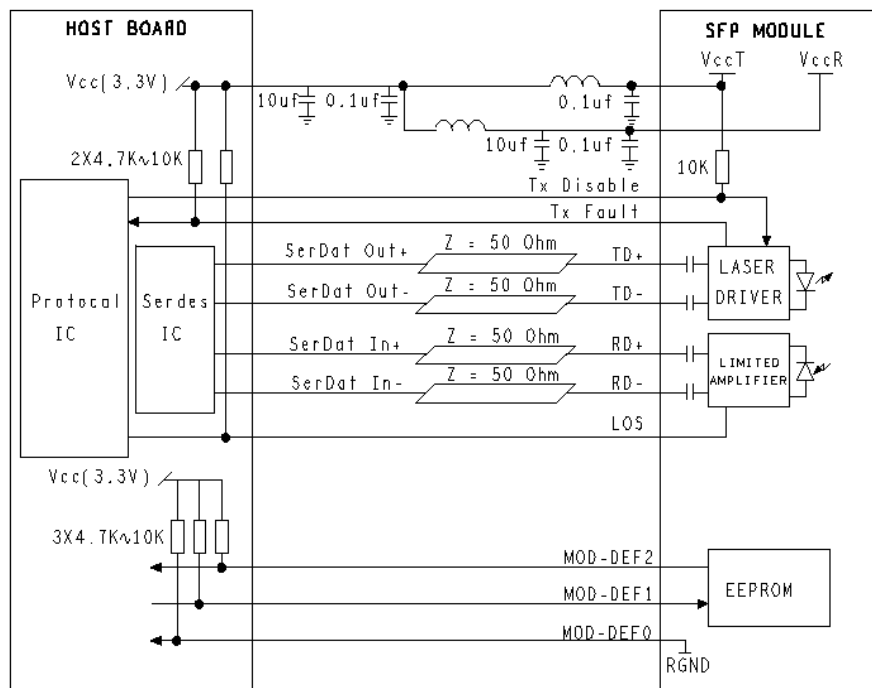 HOST BOARD
SFP MODULE
VccT
VccR
Vcc(3.3V)
10uf
0.1uf
0.1uf
10uf
0.1uf
2X4.7K~10K
10K
Tx Disable
Tx Fault
SerDat Out+
Z = 50 Ohm
TD+
SerDat Out-
Z = 50 Ohm
TD-
LASER
DRIVER
Protocal
IC
Serdes
IC
SerDat In+
Z = 50 Ohm
RD+
SerDat In-
Z = 50 Ohm
RD-
LIMITED
AMPLIFIER
LOS
Vcc(3.3V)
3X4.7K~10K
MOD-DEF2
MOD-DEF1
MOD-DEF0
EEPROM
RGND